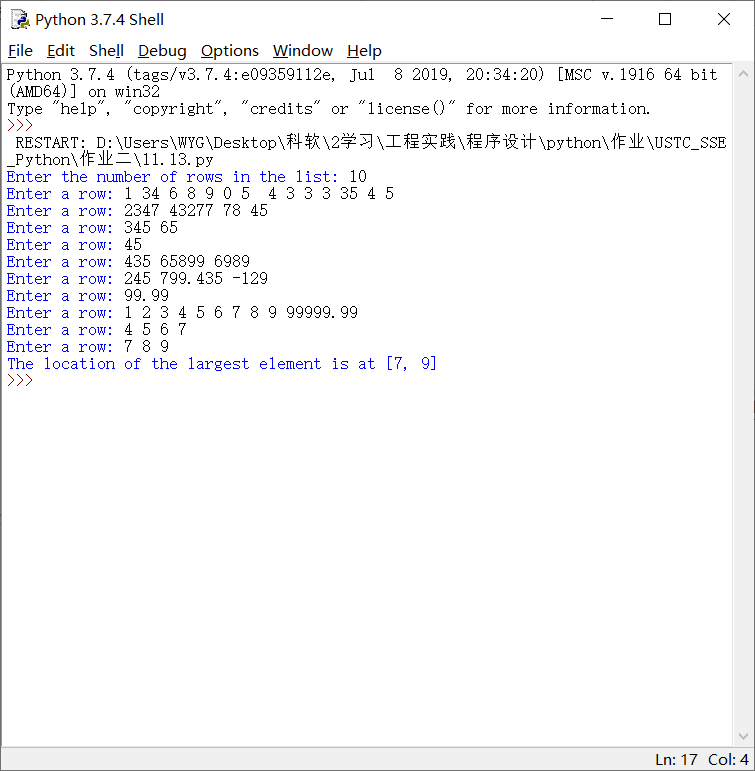 Python 3.7.4 Shell
File Edit Shell Debug Options Window Help
Python 3.7.4 (tags/v3.7.4:e09359112e, Jul  8 2019, 20:34:20) [MSC v.1916 64 bit
(AMD64)] on win32
Type "help", "copyright", "credits" or "license()" for more information.
>>>
 RESTART: D:\Users\WYG\Desktop\科软\2学习\工程实践\程序设计\python\作业\USTC_SSE
_Python\作业二\11.13.py
Enter the number of rows in the list: 10
Enter a row: 1 34 6 8 9 0 5  4 3 3 3 35 4 5
Enter a row: 2347 43277 78 45
Enter a row: 345 65
Enter a row: 45
Enter a row: 435 65899 6989
Enter a row: 245 799.435 -129
Enter a row: 99.99
Enter a row: 1 2 3 4 5 6 7 8 9 99999.99
Enter a row: 4 5 6 7
Enter a row: 7 8 9
The location of the largest element is at [7, 9]
>>>
Ln: 17 Col: 4